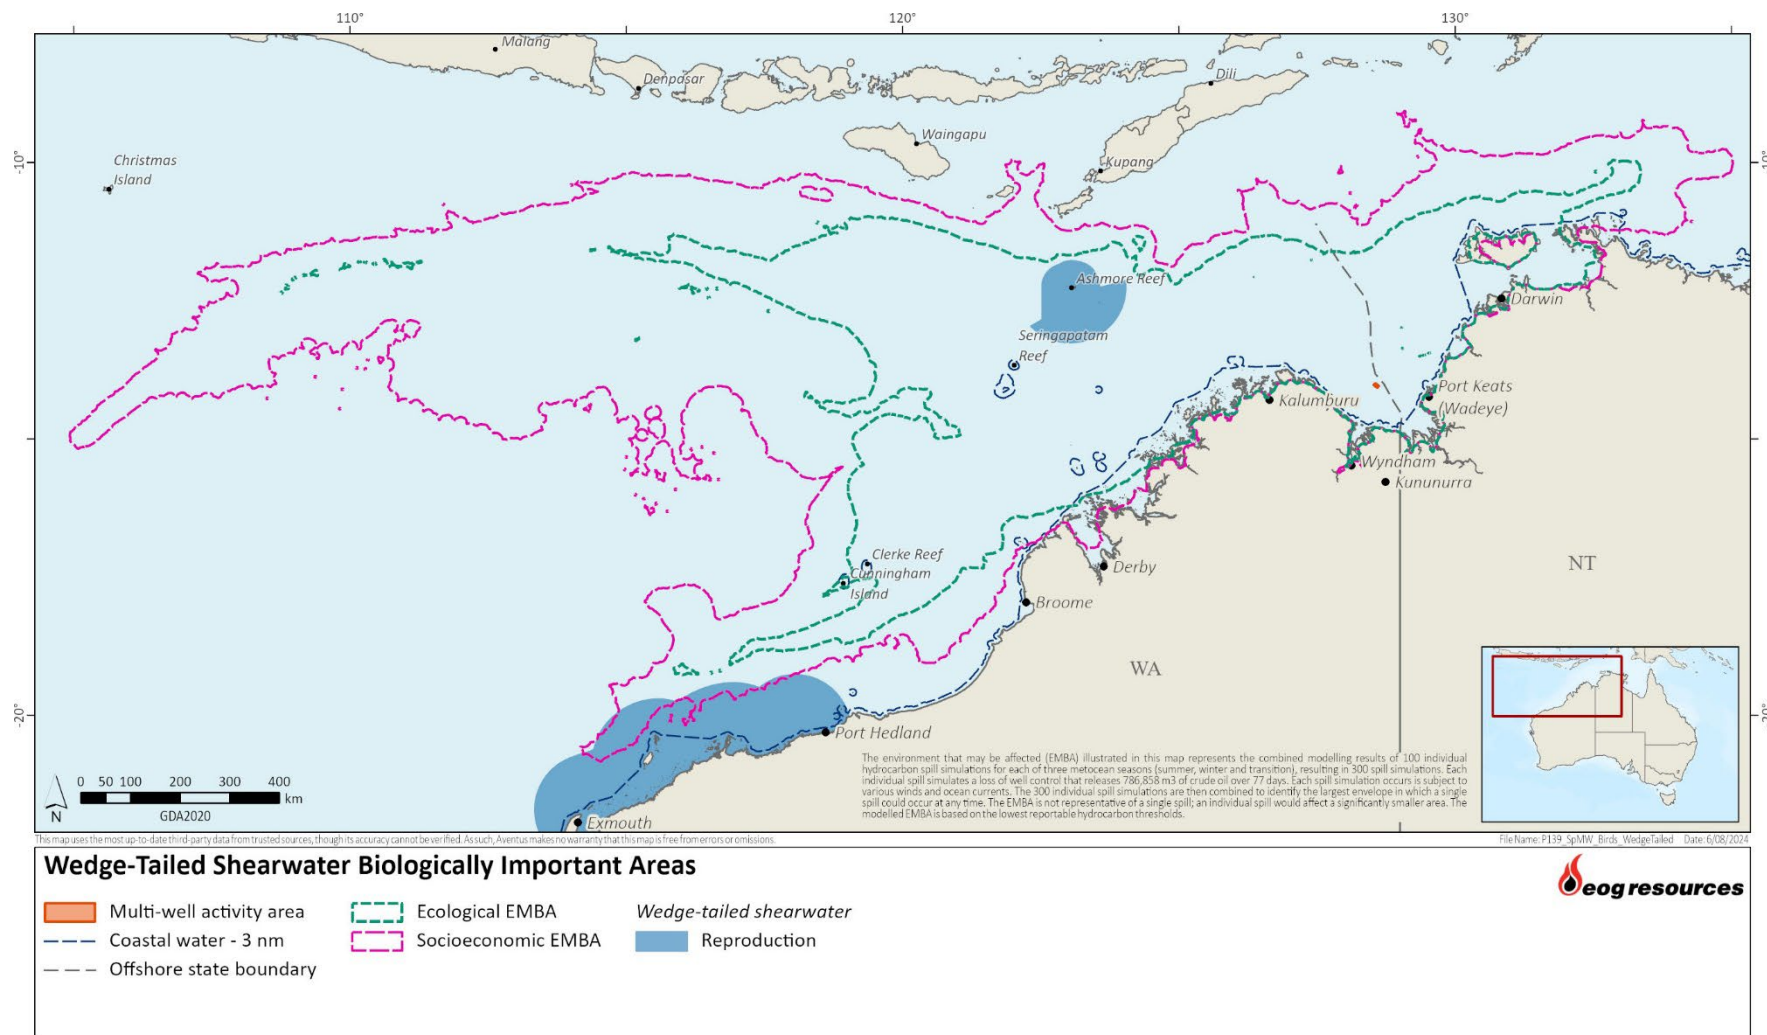 110°
120°
130°
Malang
Denpasar
Dili
Waingapu
Kupang
Christmas
Island
-10°
10°
Ashmore Reef
Seringapatam
Reef
Darwin
Port Keats
(Wadeye)
Kalumburu
Wyndham
Kununurra
Clerke Reef
Cunningham
Island
Derby
Broome
NT
WA
-20°
-20°
Port Hedland
Exmouth
N
0 50 100 200 300 400
km
GDA2020
The environment that may be affected (EMBA) illustrated in this map represents the combined modelling results of 100 individual
hydrocarbon spill simulations for each of three metocean seasons (summer, winter and transition), resulting in 300 spill simulations. Each
individual spill simulates a loss of well control that releases 786,858 m3 of crude oil over 77 days. Each spill simulation occurs is subject to
various winds and ocean currents. The 300 individual spill simulations are then combined to identify the largest envelope in which a single
spill could occur at any time. The EMBA is not representative of a single spill; an individual spill would affect a significantly smaller area. The
modelled EMBA is based on the lowest reportable hydrocarbon thresholds.
This map uses the most up-to-date third-party data from trusted sources, though its accuracy cannot be verified. As such, Aventus makes no warranty that this map is free from errors or omissions.
File Name: P139_SpMW_Birds_WedgeTailed Date: 6/08/2024
Wedge-Tailed Shearwater Biologically Important Areas
eog resources
Multi-well activity area
Ecological EMBA
Wedge-tailed shearwater
Coastal water - 3 nm
Socioeconomic EMBA
Reproduction
Offshore state boundary